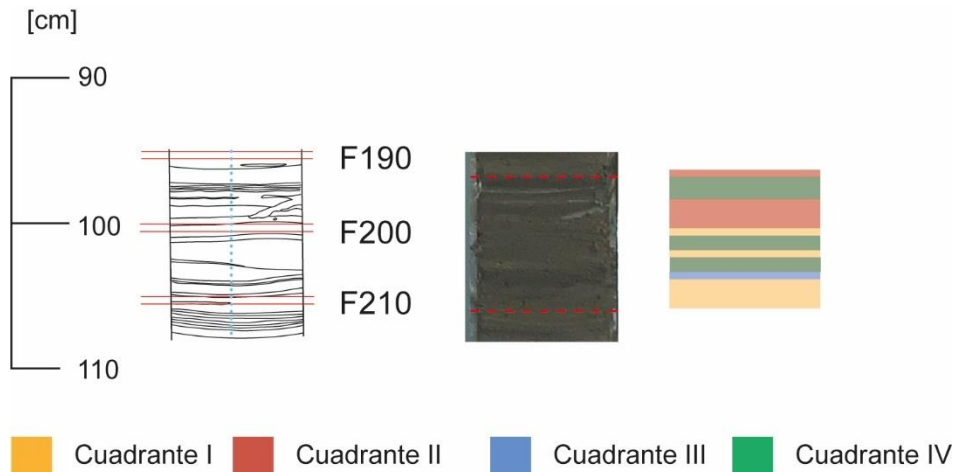 [cm]
90
F190
100
F200
F210
110
Cuadrante I
Cuadrante II
Cuadrante III
Cuadrante IV